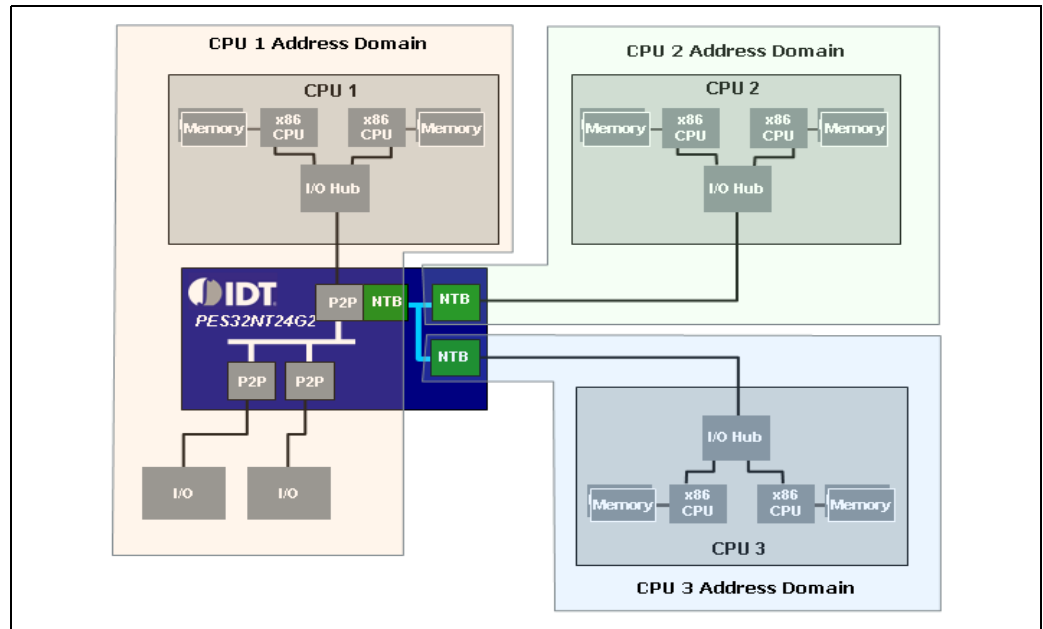 CPU 1 Address Domain
CPU 1
Memory
x86
CPU
x86
CPU
Memory
I/O Hub
CPU 2 Address Domain
CPU 2
Memory
x86
CPU
x86
CPU
Memory
I/O Hub
IDT
PES32NT24G2
P2P
NTB
NTB
NTB
P2P
P2P
I/O
I/O
I/O Hub
Memory
x86
CPU
x86
CPU
Memory
CPU 3
CPU 3 Address Domain